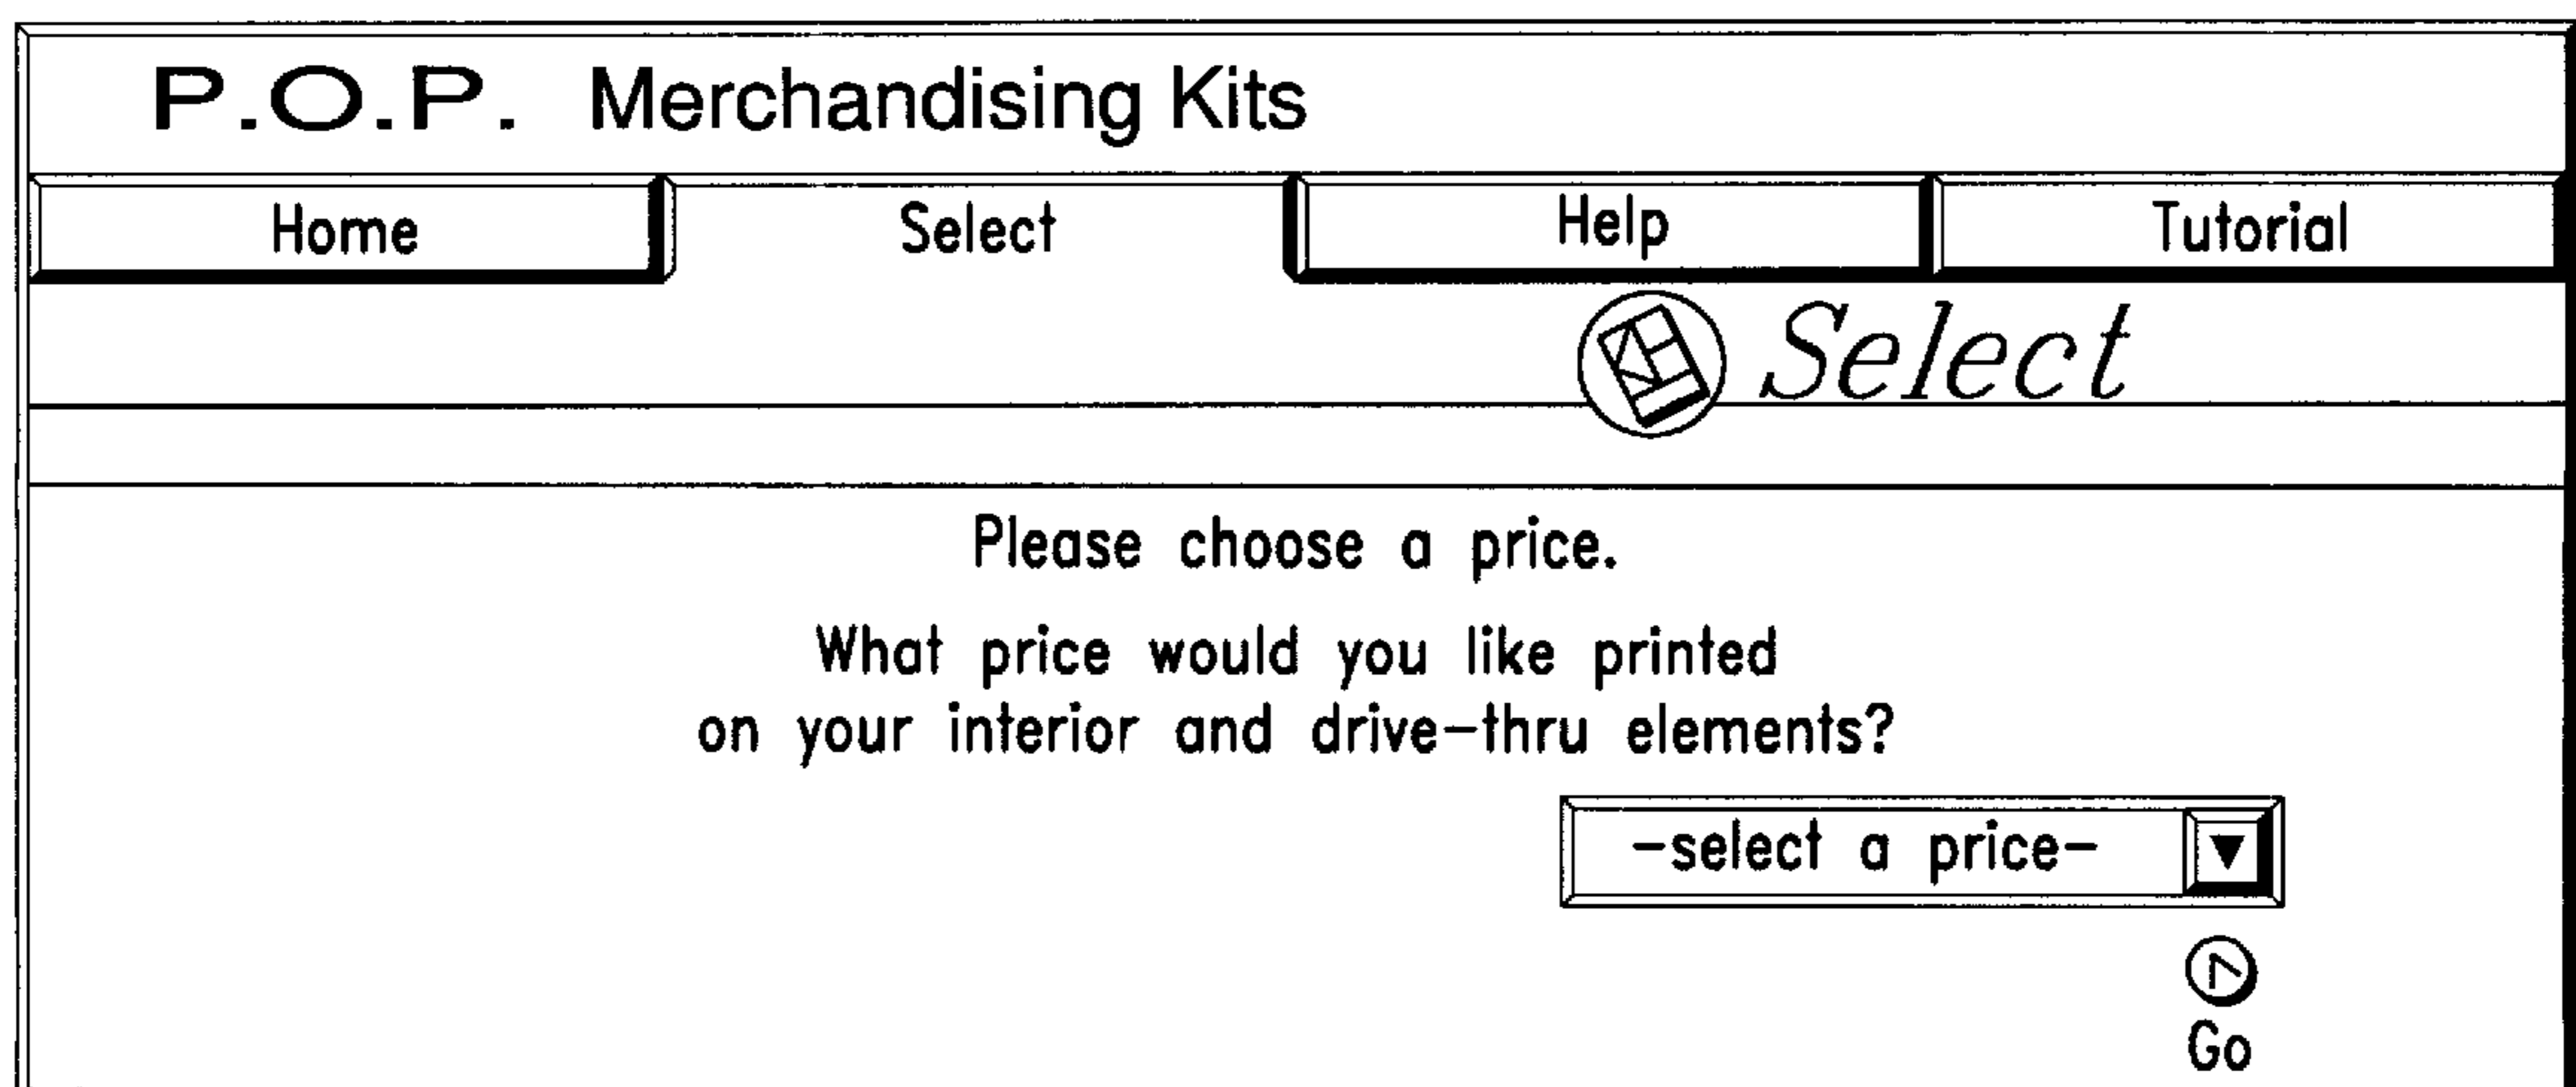 P.O.P. Merchandising Kits
Home Select Help Tutorial
Select
Please choose a price.
What price would you like printed
on your interior and drive-thru elements?
-select a price-
Go